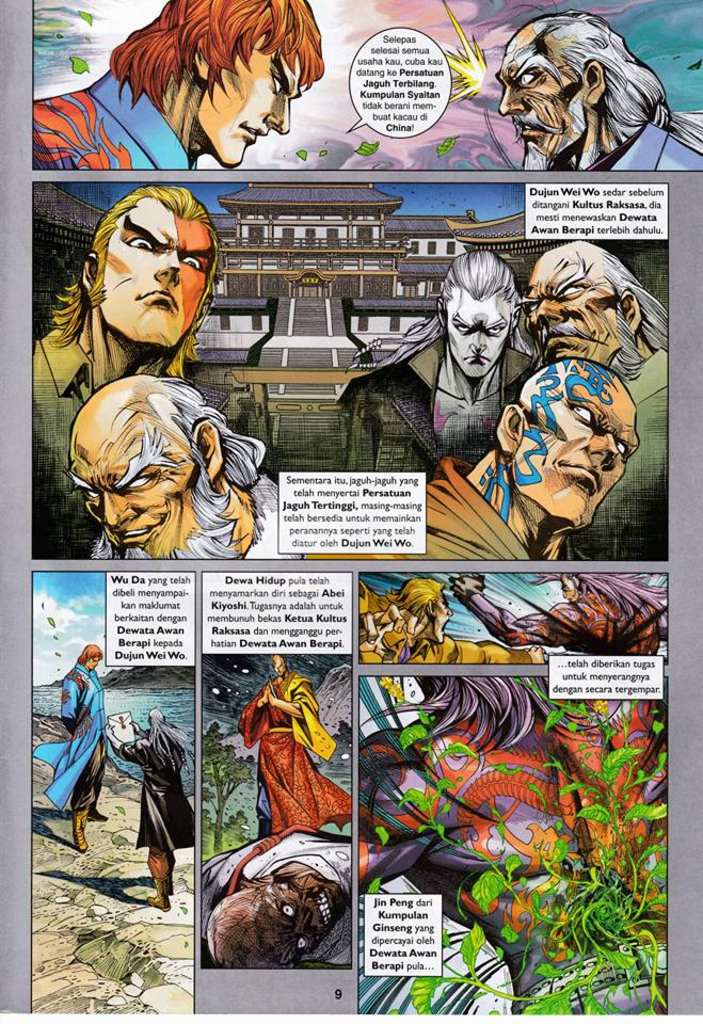 Selepas
selesai semua
usaha kau, cuba kau
datang ke Persatuan
Jaguh Terbilang.
Kumpulan Syaitan
tidak berani mem-
buat kacau di
China!
Dujun Wei Wo sedar sebelum
ditangani Kultus Raksasa, dia
mesti menewaskan Dewata
Awan Berapi terlebih dahulu.
Sementara itu, jaguh-jaguh yang
telah menyertai Persatuan
Jaguh Tertinggi, masing-masing
telah bersedia untuk memainkan
peranannya seperti yang telah
diatur oleh Dujun Wei Wo.
Wu Da yang telah
dibeli menyampai-
kan maklumat
berkaitan dengan
Dewata Awan
Berapi kepada
Dujun Wei Wo.
Dewa Hidup pula telah
menyamarkan diri sebagai Abei
Kiyoshi. Tugasnya adalah untuk
membunuh bekas Ketua Kultus
Raksasa dan mengganggu per-
hatian Dewata Awan Berapi.
...telah diberikan tugas
untuk menyerangnya
dengan secara tergempar.
Jin Peng dari
Kumpulan
Ginseng yang
dipercayai oleh
Dewata Awan
Berapi pula...
9